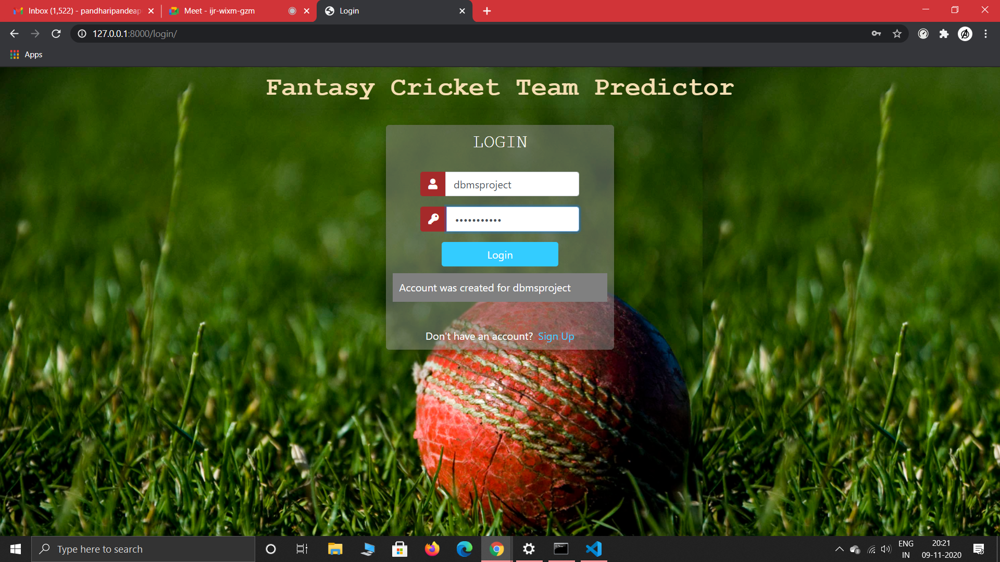 Inbox (1,522) - pandharipandeap
Meet - ijr-wixm-gzm
Login
127.0.0.1:8000/login/
Apps
Fantasy Cricket Team Predictor
LOGIN
dbmsproject
•••••••••••
Login
Account was created for dbmsproject
Don't have an account? Sign Up
Type here to search
ENG
IN
20:21
09-11-2020